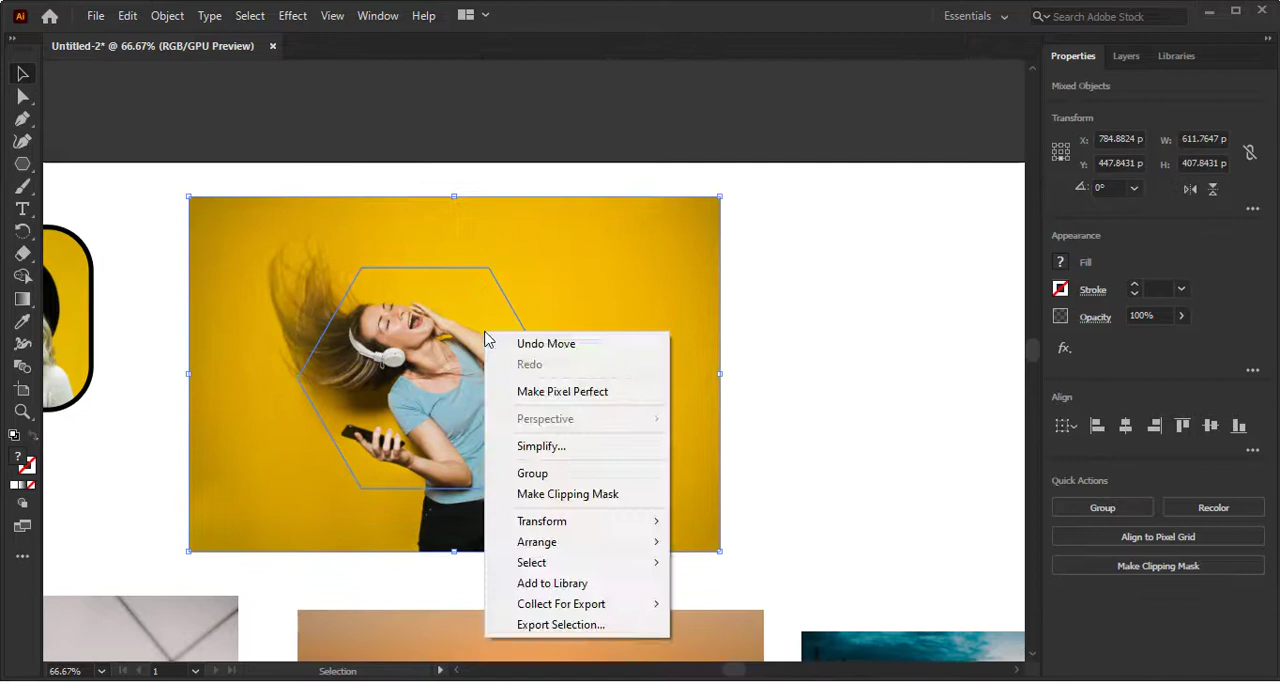 Ai File Edit Object Type Select Effect View Window Help Essentials Search Adobe Stock
Untitled-2* @ 66.67% (RGB/GPU Preview) ×
Properties Layers Libraries
Mixed Objects
Transform
X: 784.8824 p W: 611.7647 p
Y: 447.8431 p H: 407.8431 p
0°
Appearance
? Fill
Stroke
Opacity 100%
fx.
Align
Quick Actions
Group Recolor
Align to Pixel Grid
Make Clipping Mask
Undo Move
Redo
Make Pixel Perfect
Perspective
Simplify...
Group
Make Clipping Mask
Transform
Arrange
Select
Add to Library
Collect For Export
Export Selection...
?
66.67% 1 Selection